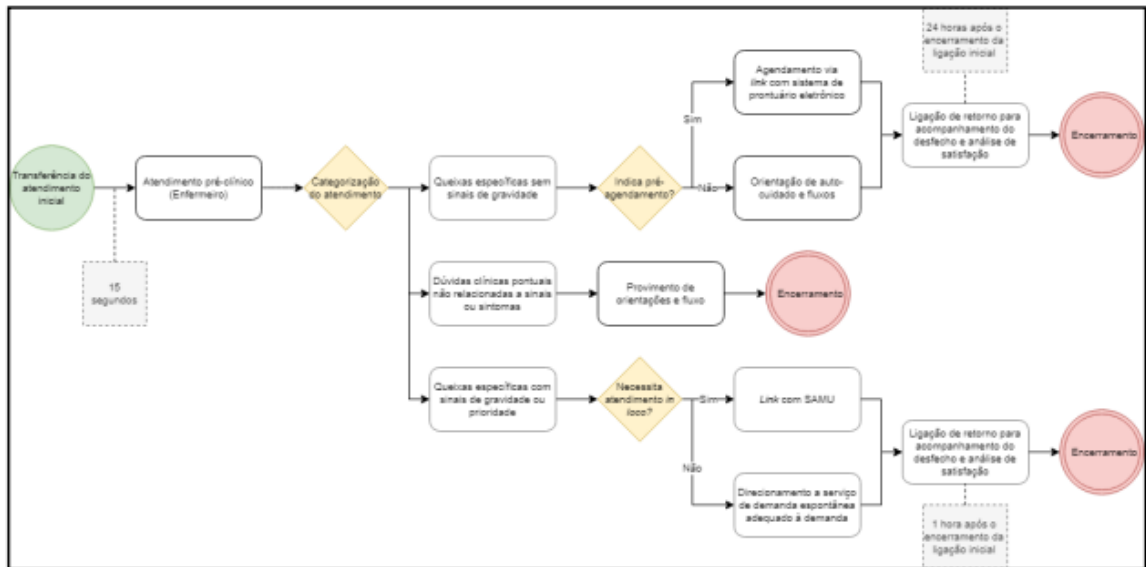 24 horas após o
encerramento da
ligação inicial
Agendamento via
link com sistema de
prontuário eletrônico
Sim
Ligação de retorno para
acompanhamento do
desfecho e análise de
satisfação
Encerramento
Transferência do
atendimento
inicial
Atendimento pré-clínico
(Enfermeiro)
Categorização
do atendimento
Queixas específicas sem
sinais de gravidade
Indica pré-
agendamento?
Não
Orientação de auto-
cuidado e fluxos
15
segundos
Dúvidas clínicas pontuais
não relacionadas a sinais
ou sintomas
Provimento de
orientações e fluxo
Encerramento
Queixas específicas com
sinais de gravidade ou
prioridade
Necessita
atendimento in
loco?
Sim
Link com SAMU
Não
Direcionamento a serviço
de demanda espontânea
adequado à demanda
Ligação de retorno para
acompanhamento do
desfecho e análise de
satisfação
Encerramento
1 hora após o
encerramento da
ligação inicial